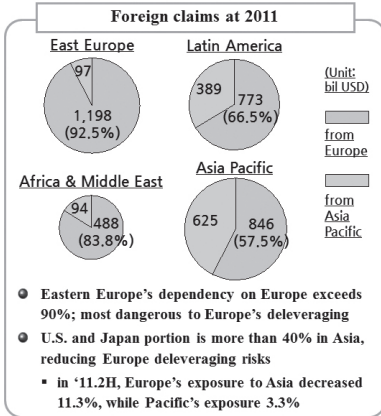 Foreign claims at 2011
East Europe
97
1,198
(92.5%)
Latin America
389
773
(66.5%)
(Unit:
bil USD)
from
Europe
from
Asia
Pacific
Africa & Middle East
94
488
(83.8%)
Asia Pacific
625
846
(57.5%)
Eastern Europe’s dependency on Europe exceeds
90%; most dangerous to Europe’s deleveraging
U.S. and Japan portion is more than 40% in Asia,
reducing Europe deleveraging risks
▪ in ‘11.2H, Europe’s exposure to Asia decreased
11.3%, while Pacific’s exposure 3.3%